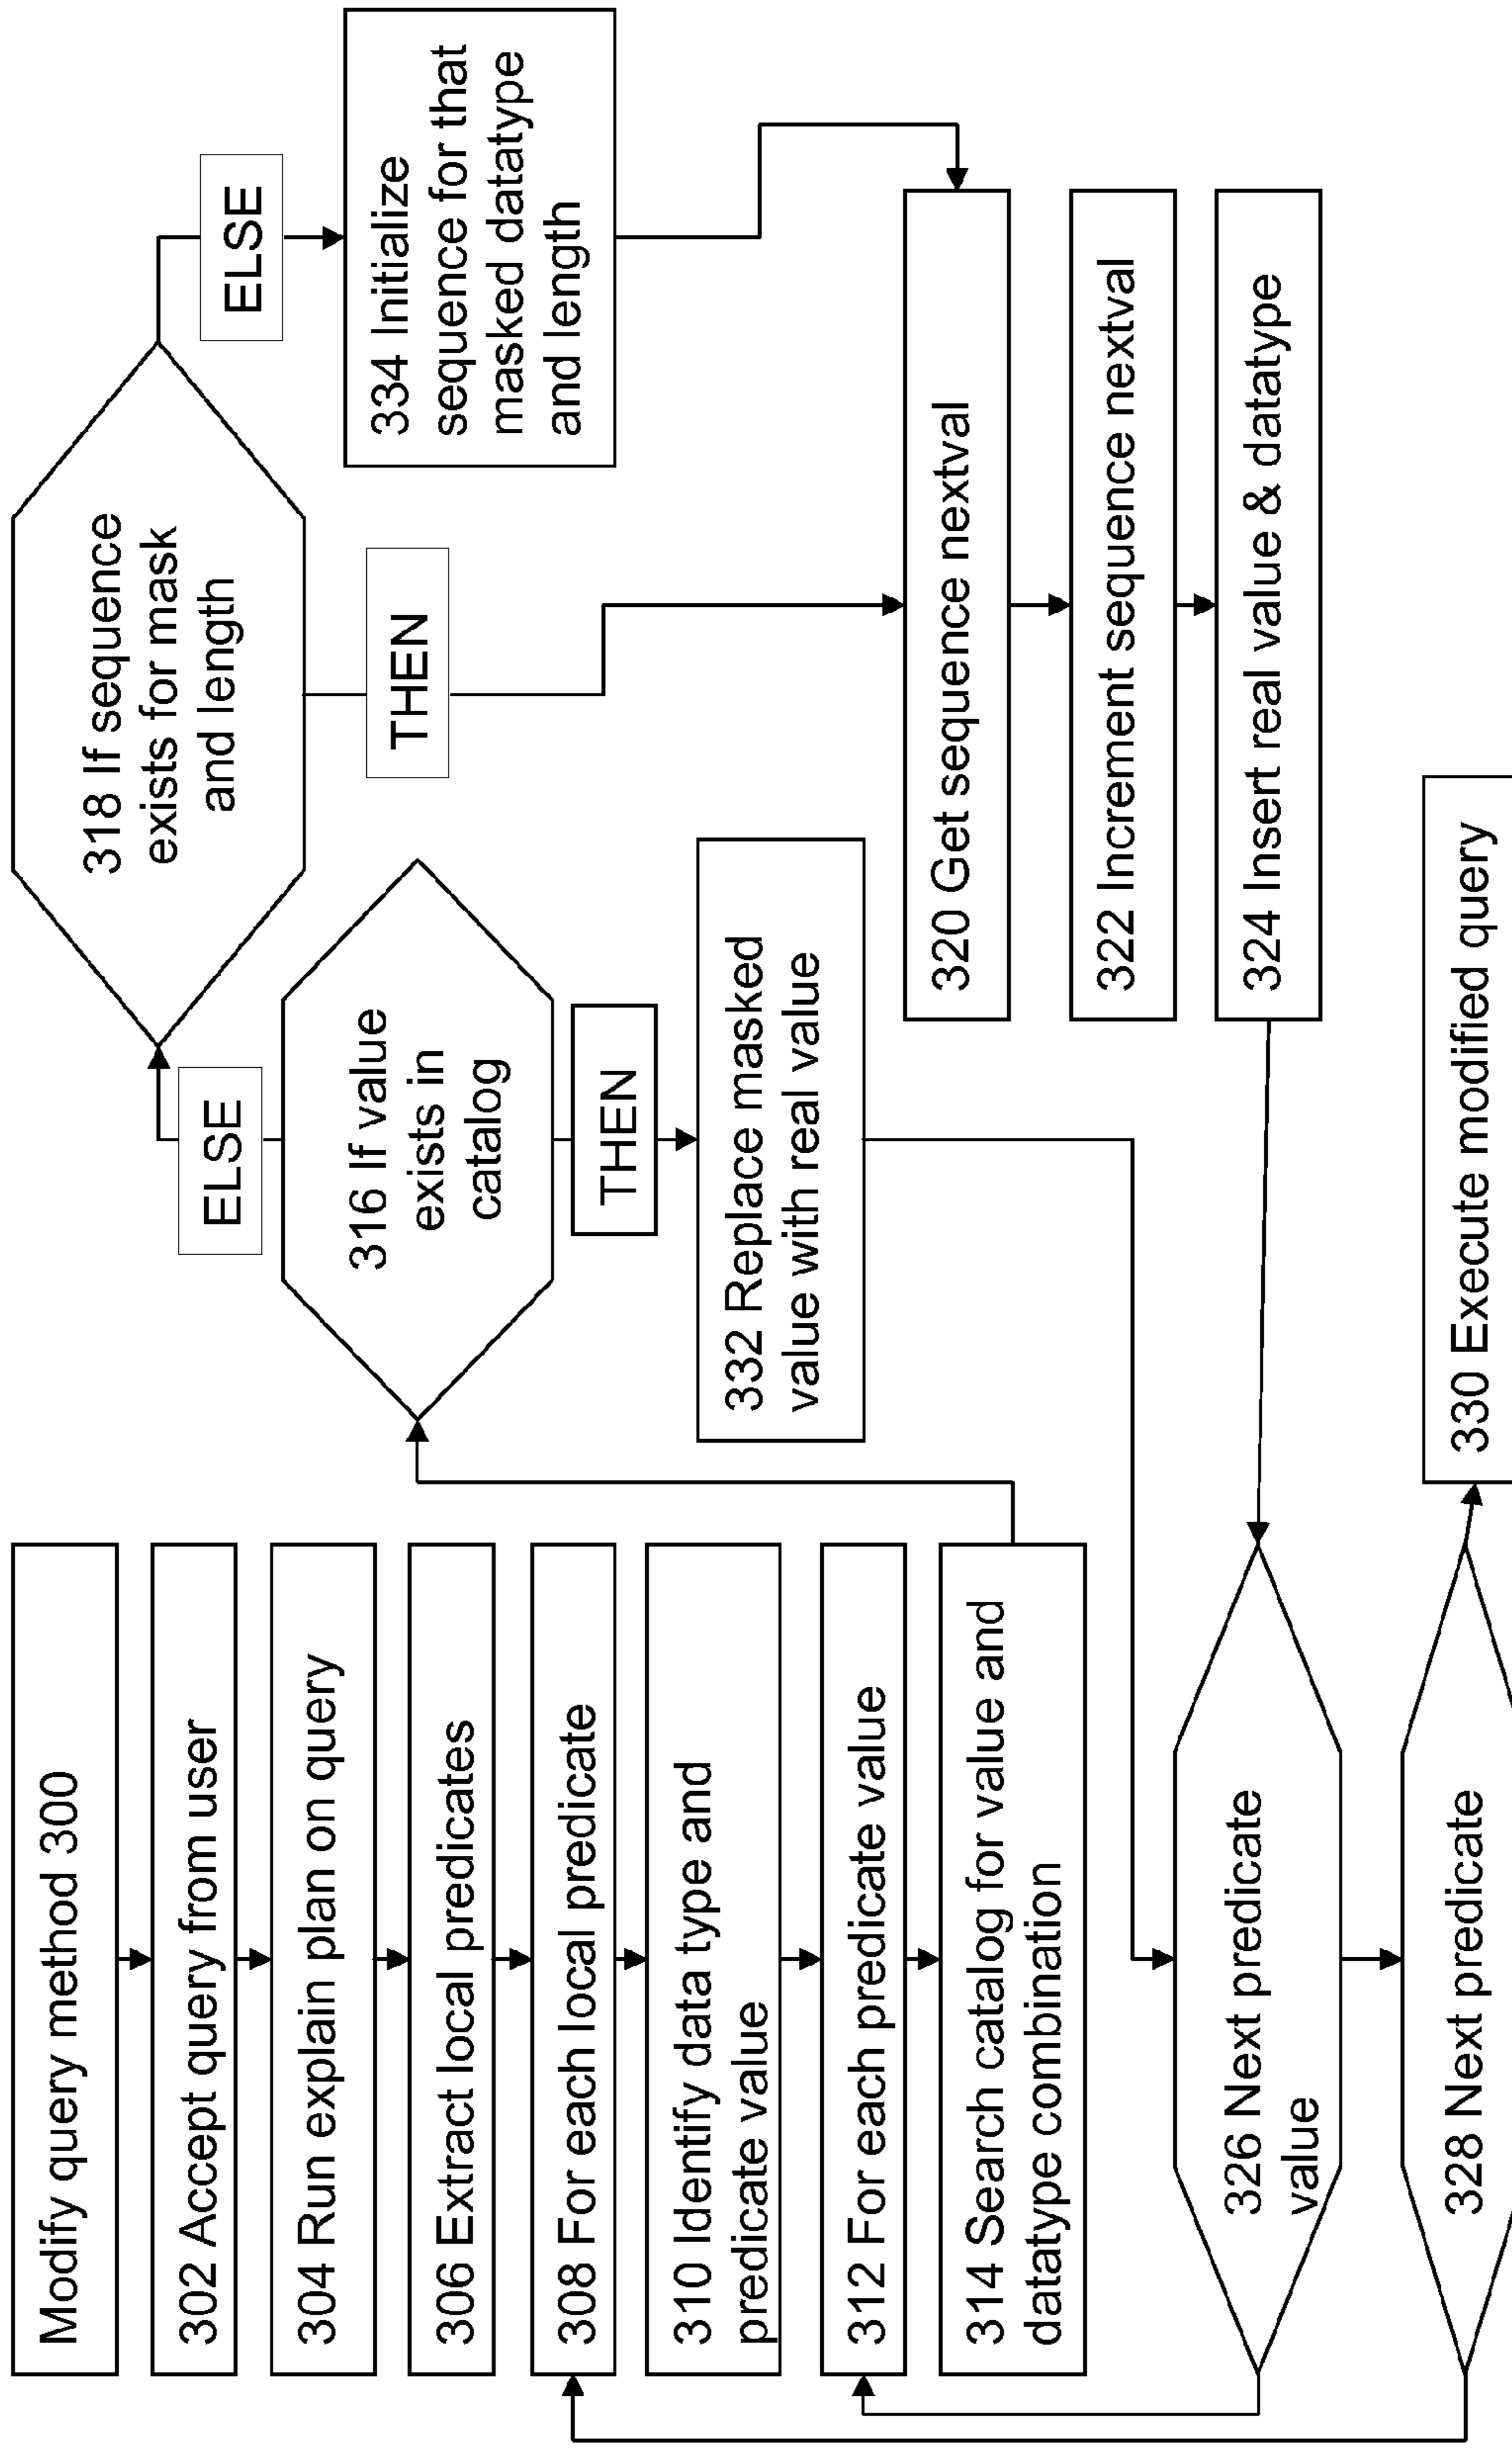 Modify query method 300
302 Accept query from user
304 Run explain plan on query
306 Extract local predicates
308 For each local predicate
310 Identify data type and
predicate value
312 For each predicate value
314 Search catalog for value and
datatype combination
ELSE
316 If value
exists in
catalog
THEN
332 Replace masked
value with real value
318 If sequence
exists for mask
and length
THEN
ELSE
334 Initialize
sequence for that
masked datatype
and length
320 Get sequence nextval
322 Increment sequence nextval
324 Insert real value & datatype
326 Next predicate
value
328 Next predicate
330 Execute modified query